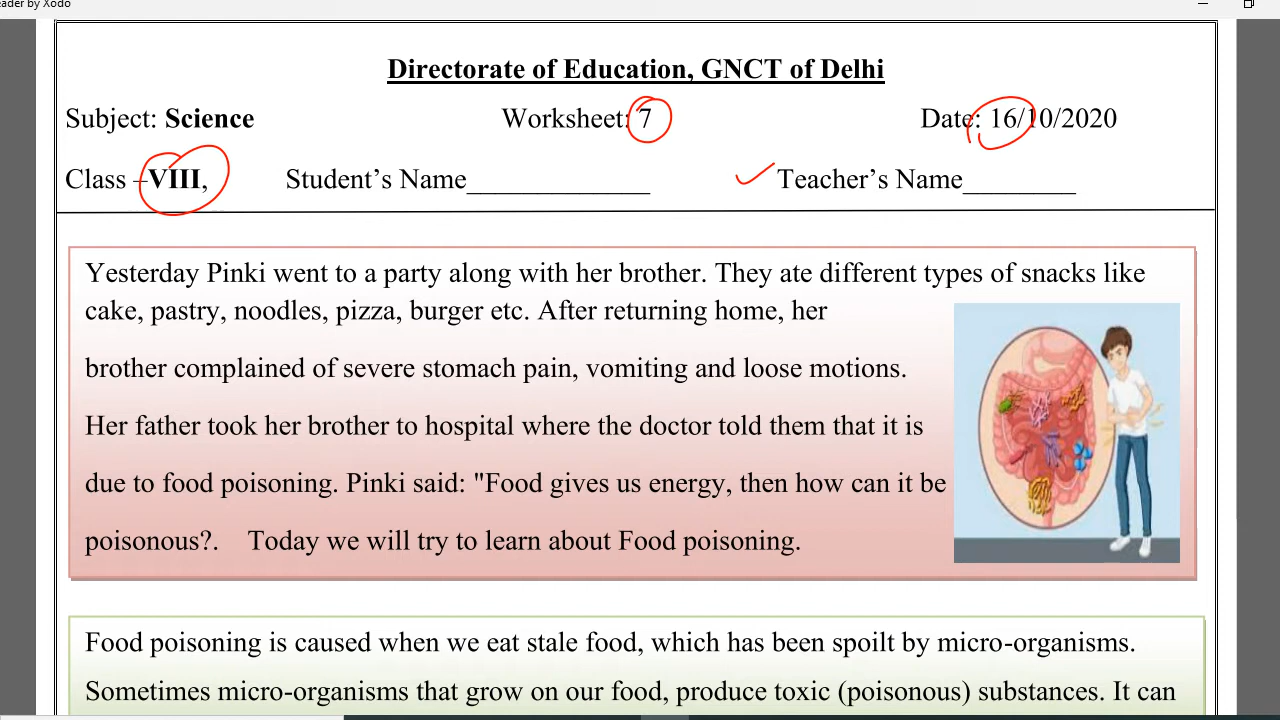 eader by Xodo
Directorate of Education, GNCT of Delhi
Subject: Science Worksheet: 7 Date: 16/10/2020
Class –VIII, Student’s Name_____________ Teacher’s Name________
Yesterday Pinki went to a party along with her brother. They ate different types of snacks like
cake, pastry, noodles, pizza, burger etc. After returning home, her
brother complained of severe stomach pain, vomiting and loose motions.
Her father took her brother to hospital where the doctor told them that it is
due to food poisoning. Pinki said: "Food gives us energy, then how can it be
poisonous?. Today we will try to learn about Food poisoning.
Food poisoning is caused when we eat stale food, which has been spoilt by micro-organisms.
Sometimes micro-organisms that grow on our food, produce toxic (poisonous) substances. It can